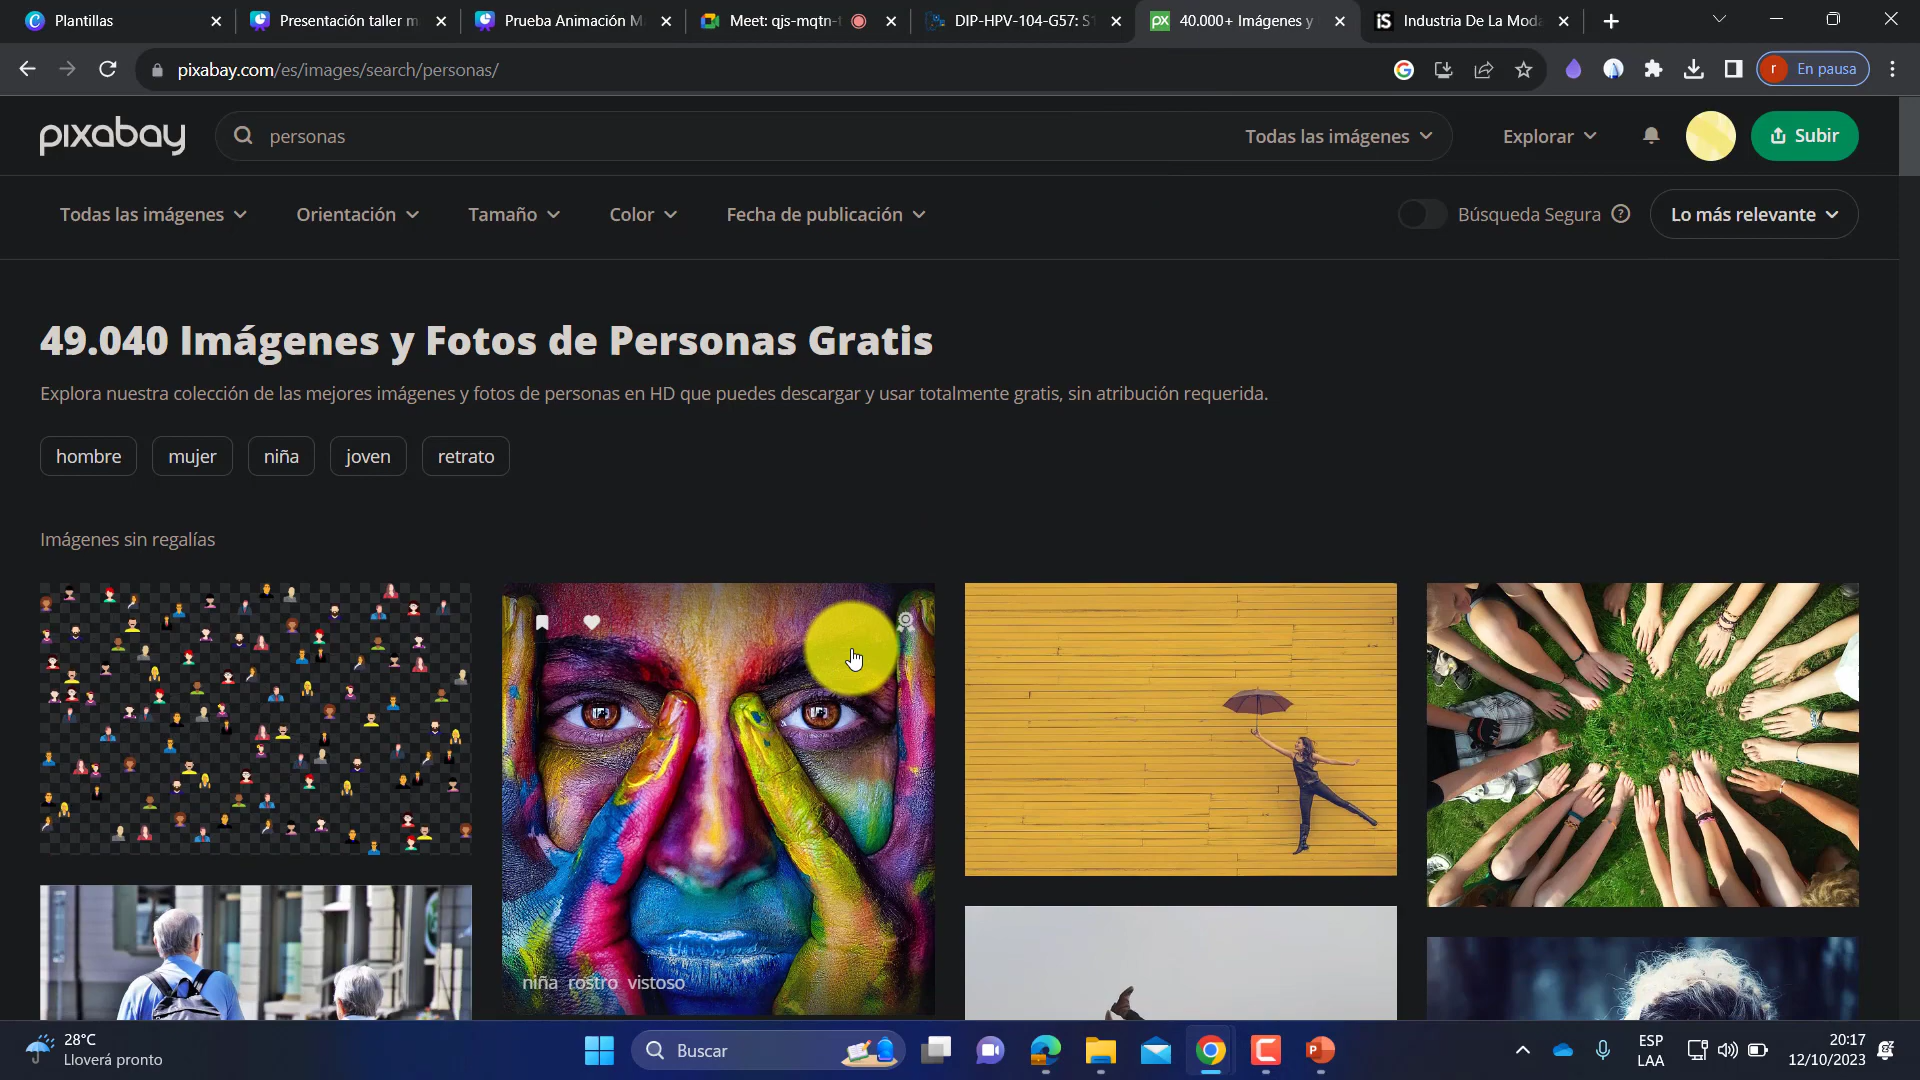 Plantillas
Presentación taller m
Prueba Animación M
Meet: qjs-mqtn-
DIP-HPV-104-G57: S
px
40.000+ Imágenes y
iS
Industria De La Moda
pixabay.com/es/images/search/personas/
r
En pausa
pixabay
personas
Todas las imágenes
Explorar
Subir
Todas las imágenes
Orientación
Tamaño
Color
Fecha de publicación
Búsqueda Segura
?
Lo más relevante
49.040 Imágenes y Fotos de Personas Gratis
Explora nuestra colección de las mejores imágenes y fotos de personas en HD que puedes descargar y usar totalmente gratis, sin atribución requerida.
hombre
mujer
niña
joven
retrato
Imágenes sin regalías
niña rostro vistoso
28°C
Lloverá pronto
Buscar
ESP
LAA
20:17
12/10/2023